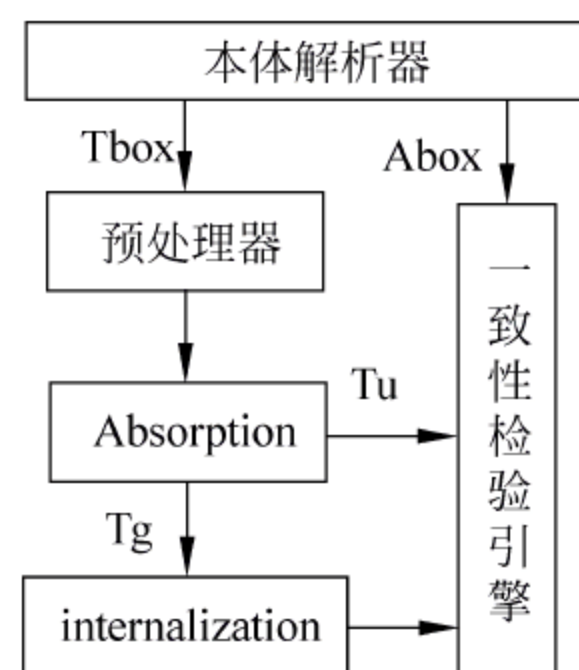 本体解析器
Tbox
Abox
预处理器
一致性检验引擎
Tu
Absorption
Tg
internalization